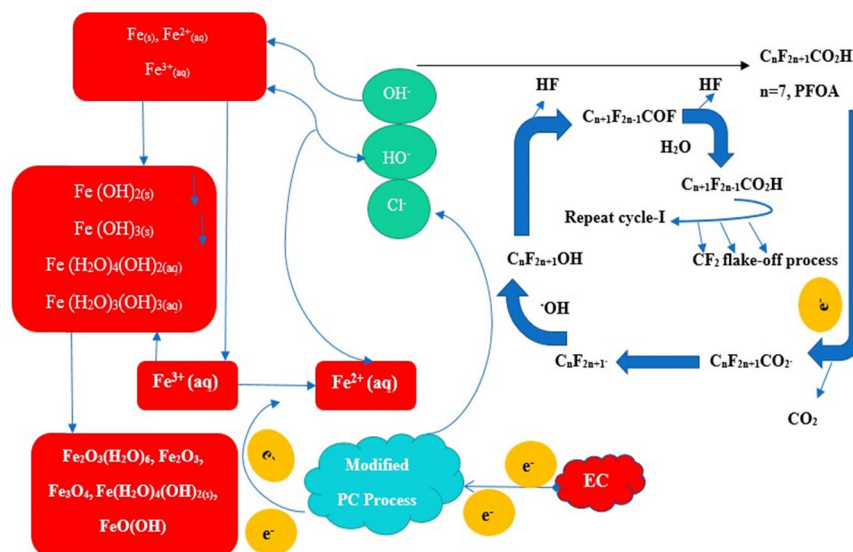 Fe(s), Fe²⁺(aq)
Fe³⁺(aq)
Fe (OH)₂(s)
Fe (OH)₃(s)
Fe (H2O)₄(OH)₂(aq)
Fe (H2O)₃(OH)₃(aq)
Fe³⁺ (aq)
Fe²⁺ (aq)
Fe₂O₃(H₂O)₆, Fe₂O₃,
Fe₃O₄, Fe(H₂O)₄(OH)₂(s),
FeO(OH)
OH⁻
HO·
Cl⁻
Modified
PC Process
EC
e⁻
e⁻
e⁻
e⁻
CₙF₂ₙ₊₁CO₂H
n=7, PFOA
HF
HF
Cₙ₊₁F₂ₙ₋₁COF
H₂O
Cₙ₊₁F₂ₙ₋₁CO₂H
Repeat cycle-I
CF₂ flake-off process
CₙF₂ₙ₊₁OH
·OH
e⁻
CₙF₂ₙ₊₁·
CₙF₂ₙ₊₁CO₂·
CO₂